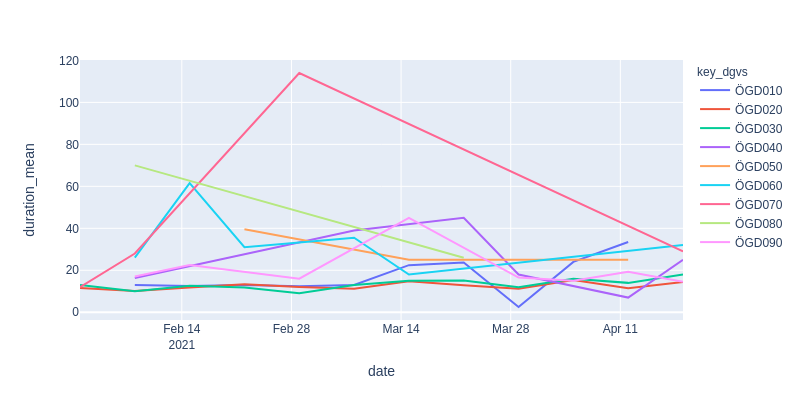 120
100
80
60
40
20
0
duration_mean
Feb 14
2021
Feb 28
Mar 14
Mar 28
Apr 11
date
key_dgvs
ÖGD010
ÖGD020
ÖGD030
ÖGD040
ÖGD050
ÖGD060
ÖGD070
ÖGD080
ÖGD090